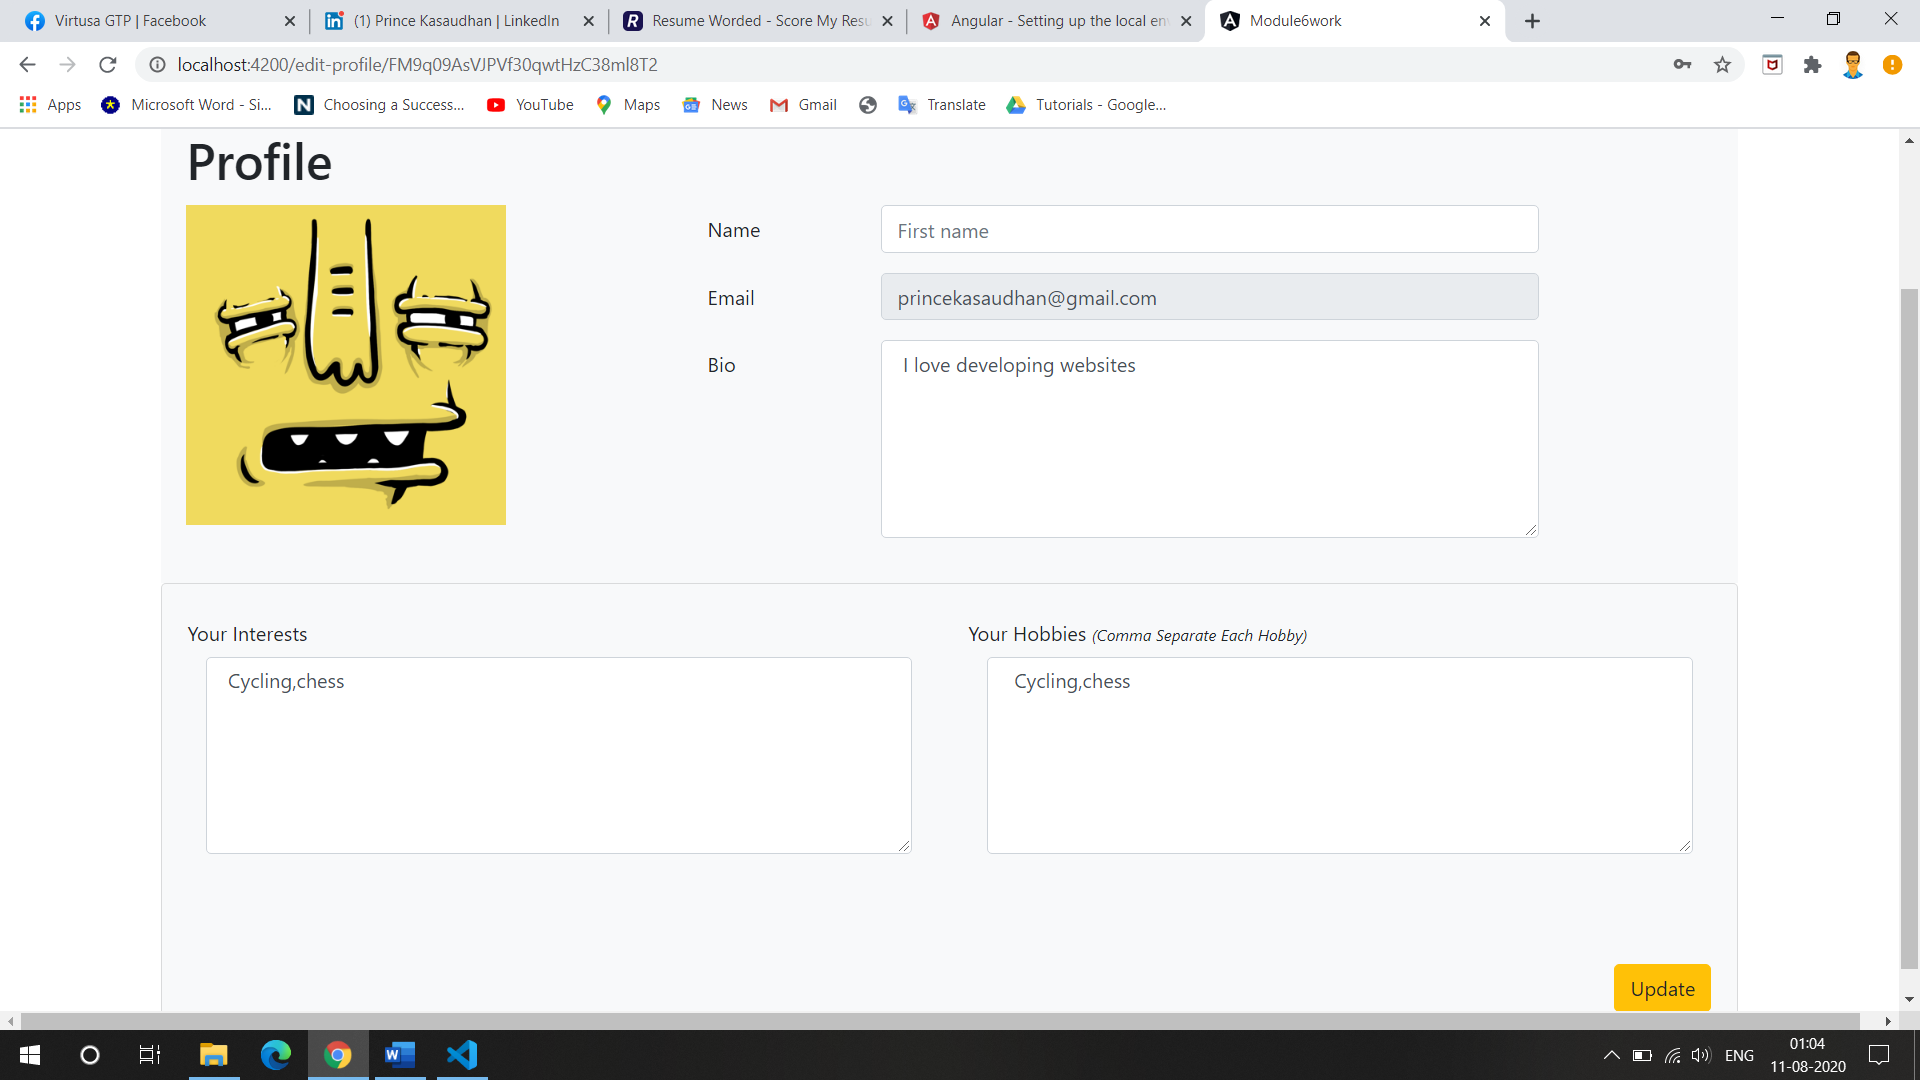 Virtusa GTP | Facebook
(1) Prince Kasaudhan | LinkedIn
Resume Worded - Score My Resu
Angular - Setting up the local en
Module6work
localhost:4200/edit-profile/FM9q09AsVJPVf30qwtHzC38ml8T2
Apps
Microsoft Word - Si...
Choosing a Success...
YouTube
Maps
News
Gmail
Translate
Tutorials - Google...
Profile
Name
First name
Email
princekasaudhan@gmail.com
Bio
I love developing websites
Your Interests
Your Hobbies (Comma Separate Each Hobby)
Cycling,chess
Cycling,chess
Update
ENG
01:04
11-08-2020